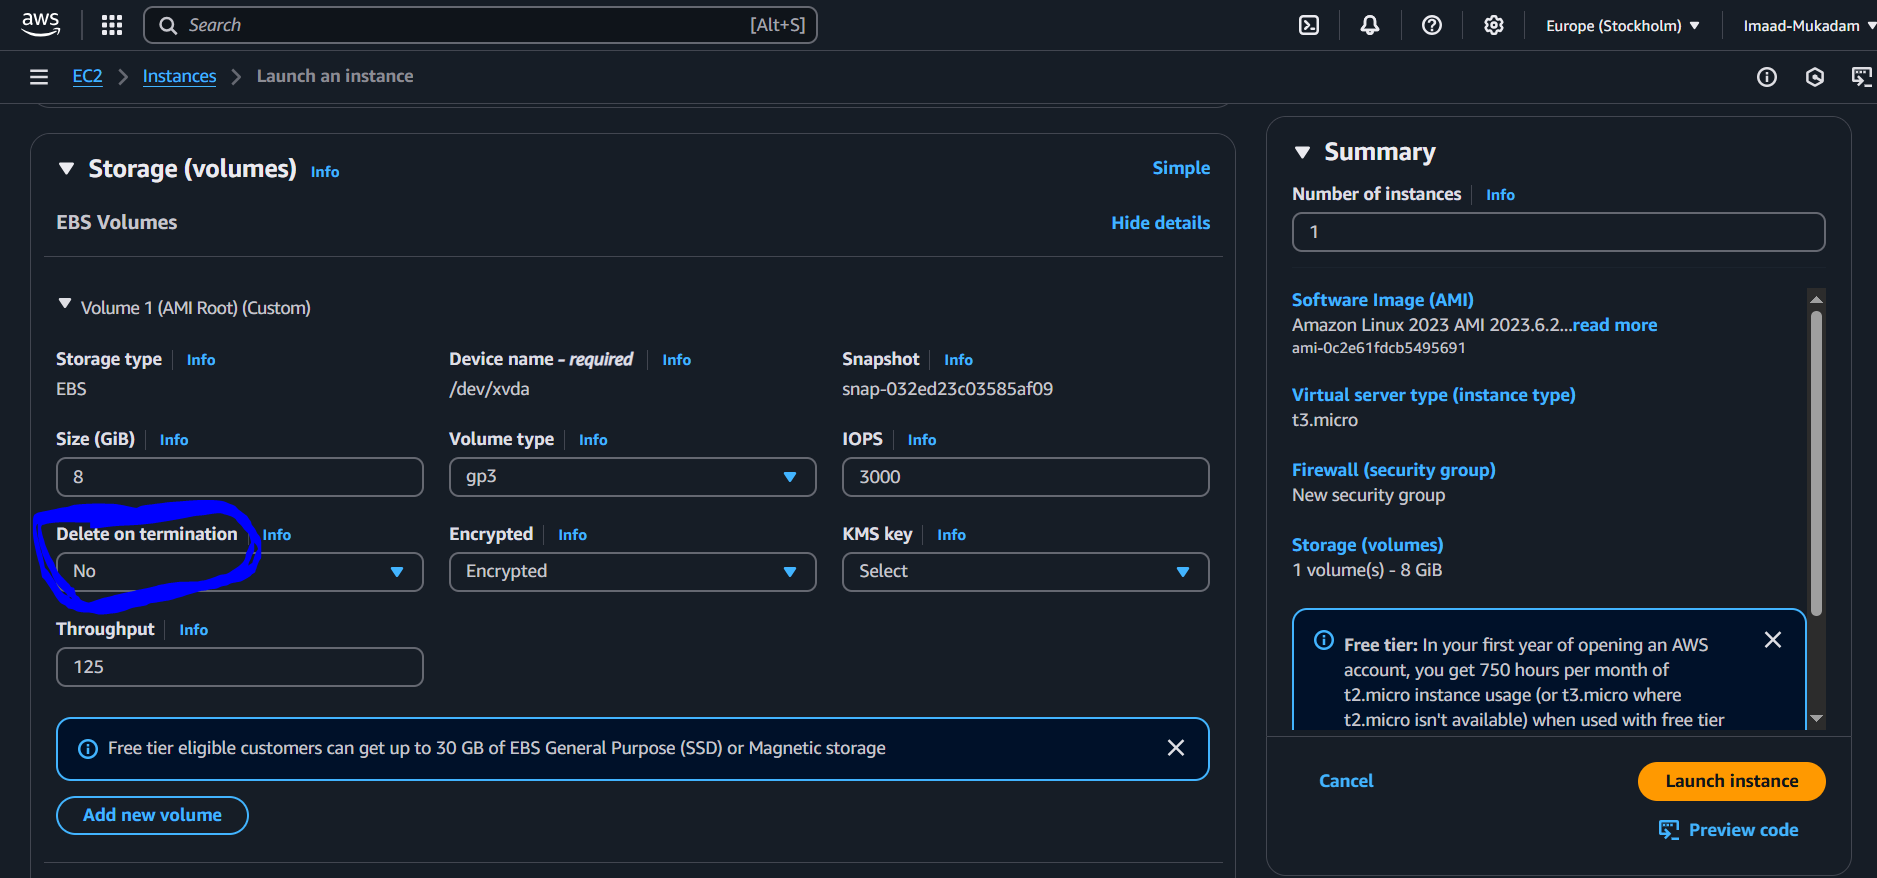 aws
Search [Alt+S]
Europe (Stockholm) Imaad-Mukadam
EC2 Instances Launch an instance
Storage (volumes) Info Simple
EBS Volumes Hide details
Volume 1 (AMI Root) (Custom)
Storage type Info Device name - required Info Snapshot Info
EBS /dev/xvda snap-032ed23c03585af09
Size (GiB) Info Volume type Info IOPS Info
8 gp3 3000
Delete on termination Info Encrypted Info KMS key Info
No Encrypted Select
Throughput Info
125
Free tier eligible customers can get up to 30 GB of EBS General Purpose (SSD) or Magnetic storage
Add new volume
Summary
Number of instances Info
1
Software Image (AMI)
Amazon Linux 2023 AMI 2023.6.2...read more
ami-0c2e61fdcb5495691
Virtual server type (instance type)
t3.micro
Firewall (security group)
New security group
Storage (volumes)
1 volume(s) - 8 GiB
Free tier: In your first year of opening an AWS
account, you get 750 hours per month of
t2.micro instance usage (or t3.micro where
t2.micro isn't available) when used with free tier
Cancel Launch instance
Preview code